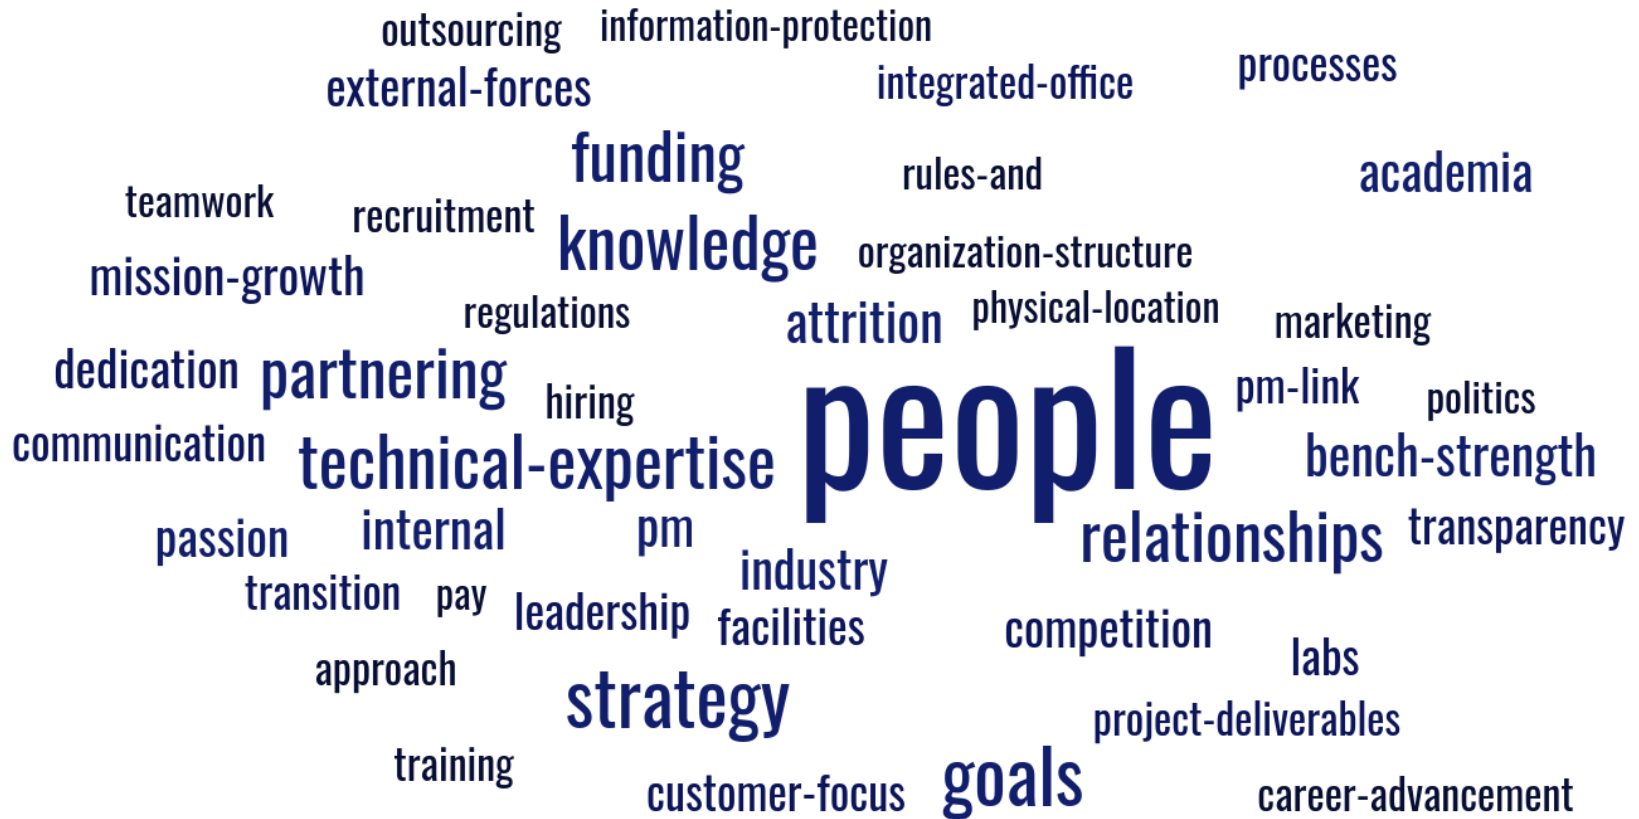 outsourcing
information-protection
external-forces
integrated-office
processes
funding
rules-and
academia
teamwork
recruitment
knowledge
organization-structure
mission-growth
regulations
attrition
physical-location
marketing
dedication
partnering
hiring
people
pm-link
politics
communication
technical-expertise
bench-strength
passion
internal
pm
relationships
transparency
industry
transition
pay
leadership
facilities
competition
labs
approach
strategy
project-deliverables
training
customer-focus
goals
career-advancement